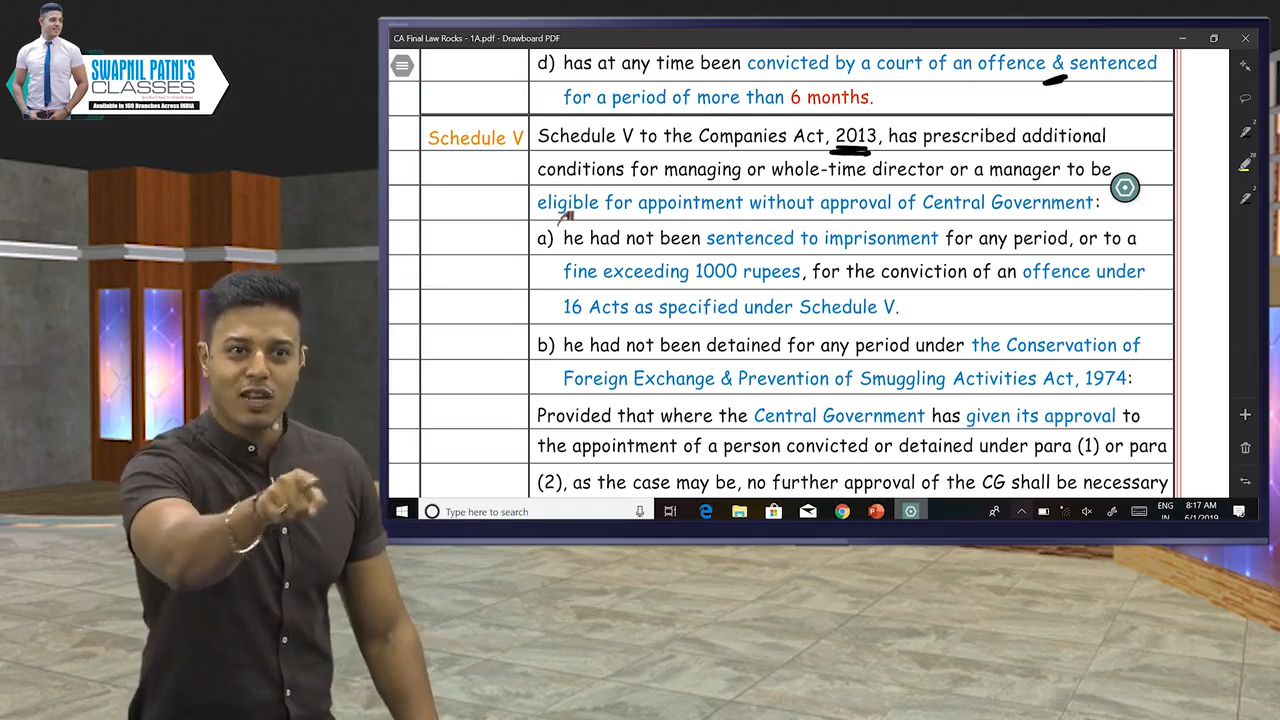 SWAPNIL PATNI'S
CLASSES
Available in 160 Branches Across INDIA
CA Final Law Rocks - 1A.pdf - Drawboard PDF
d) has at any time been convicted by a court of an offence & sentenced
for a period of more than 6 months.
Schedule V
Schedule V to the Companies Act, 2013, has prescribed additional
conditions for managing or whole-time director or a manager to be
eligible for appointment without approval of Central Government:
a) he had not been sentenced to imprisonment for any period, or to a
fine exceeding 1000 rupees, for the conviction of an offence under
16 Acts as specified under Schedule V.
b) he had not been detained for any period under the Conservation of
Foreign Exchange & Prevention of Smuggling Activities Act, 1974:
Provided that where the Central Government has given its approval to
the appointment of a person convicted or detained under para (1) or para
(2), as the case may be, no further approval of the CG shall be necessary
Type here to search
ENG
IN
8:17 AM
6/1/2019